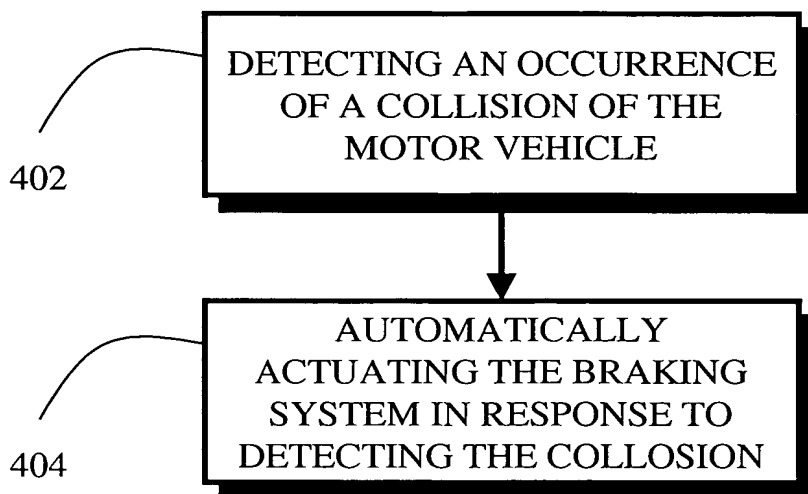 DETECTING AN OCCURRENCE
OF A COLLISION OF THE
MOTOR VEHICLE
402
AUTOMATICALLY
ACTUATING THE BRAKING
SYSTEM IN RESPONSE TO
DETECTING THE COLLOSION
404